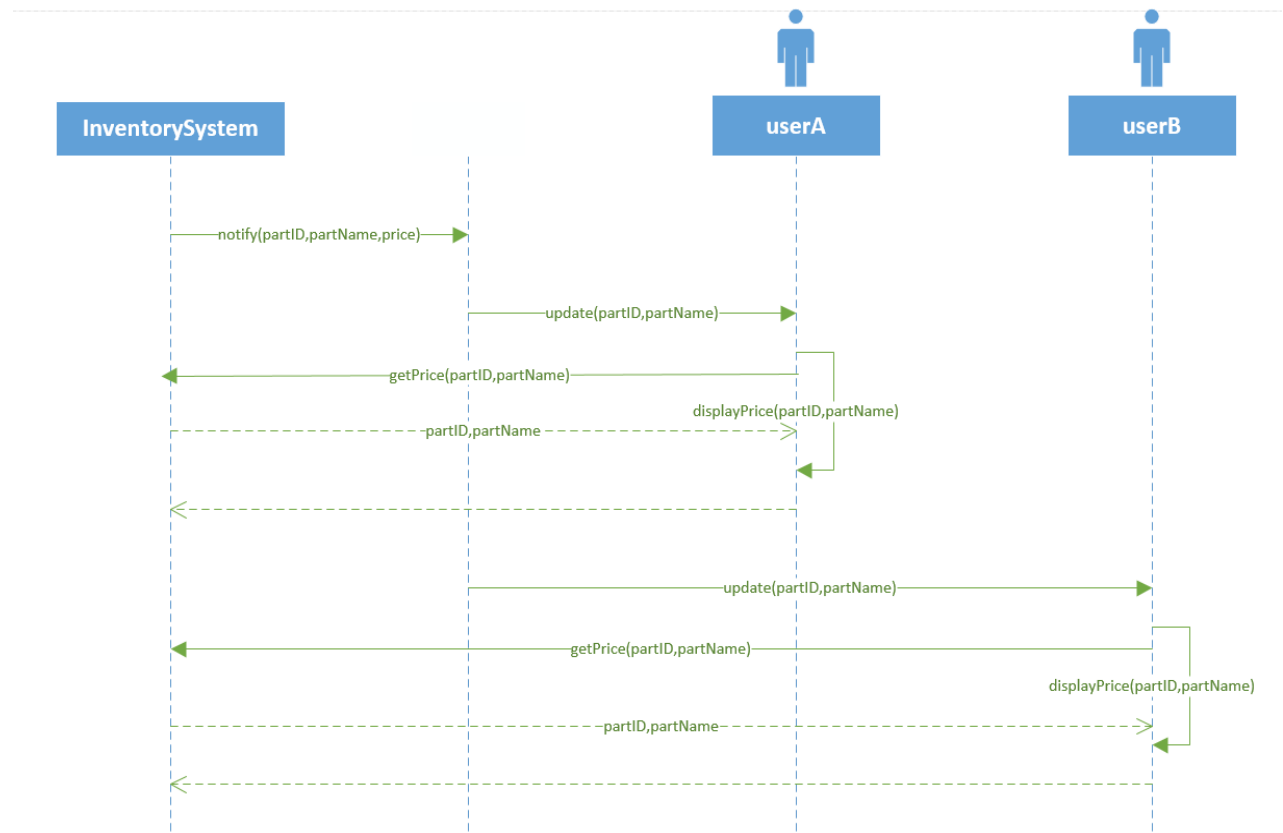 InventorySystem
userA
userB
notify(partID,partName,price)
update(partID,partName)
getPrice(partID,partName)
displayPrice(partID,partName)
partID,partName
update(partID,partName)
getPrice(partID,partName)
displayPrice(partID,partName)
partID,partName